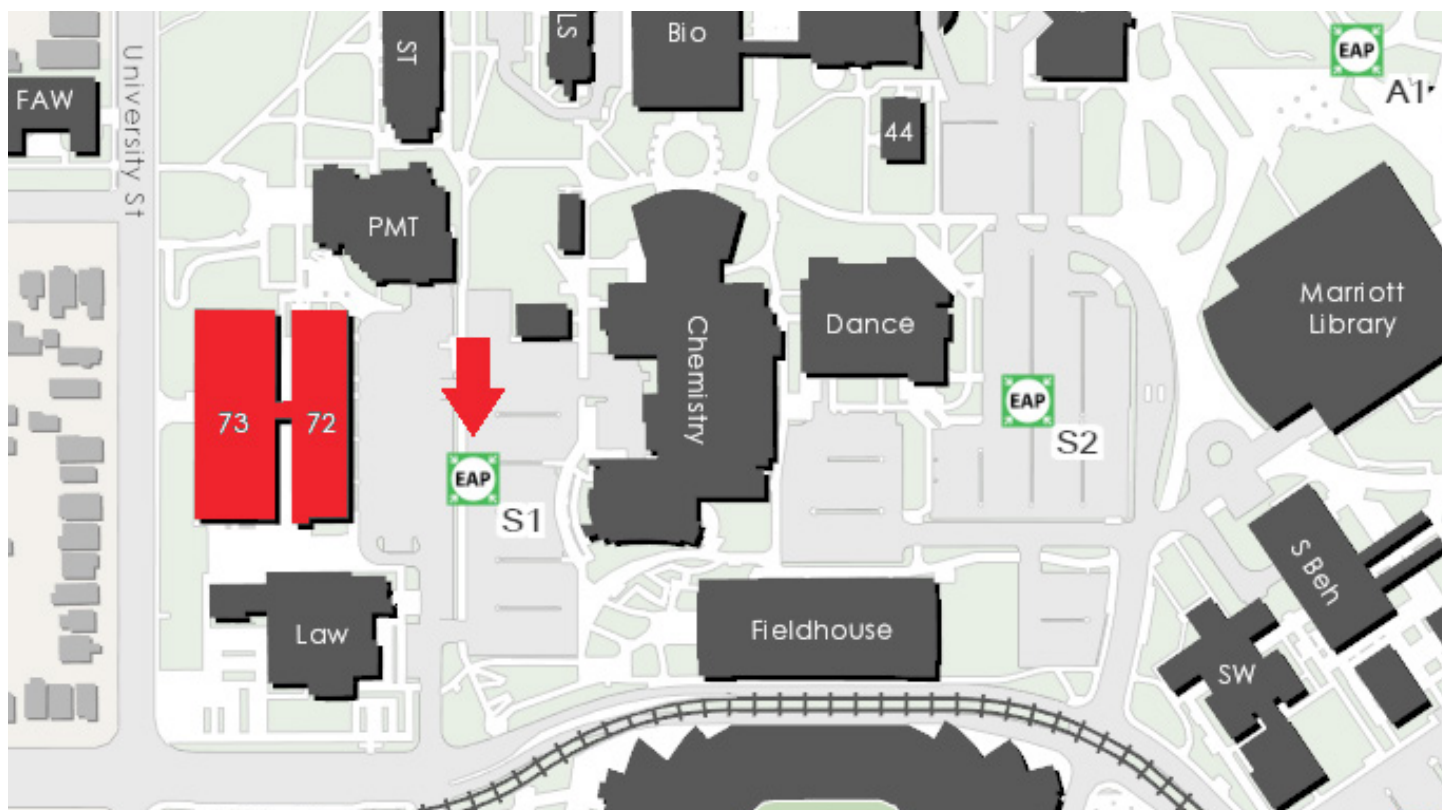 University St
FAW
ST
LS
Bio
44
EAP
A1
PMT
73
72
EAP
S1
Chemistry
Dance
EAP
S2
Marriott
Library
Law
Fieldhouse
S Beh
SW